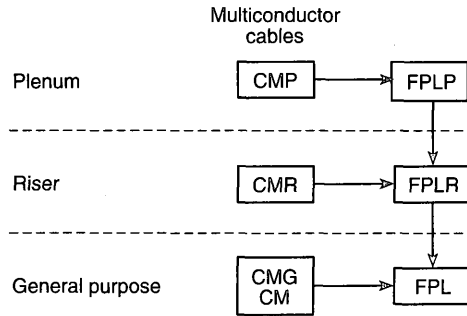 Multiconductor
cables
Plenum
CMP
FPLP
Riser
CMR
FPLR
General purpose
CMG
CM
FPL